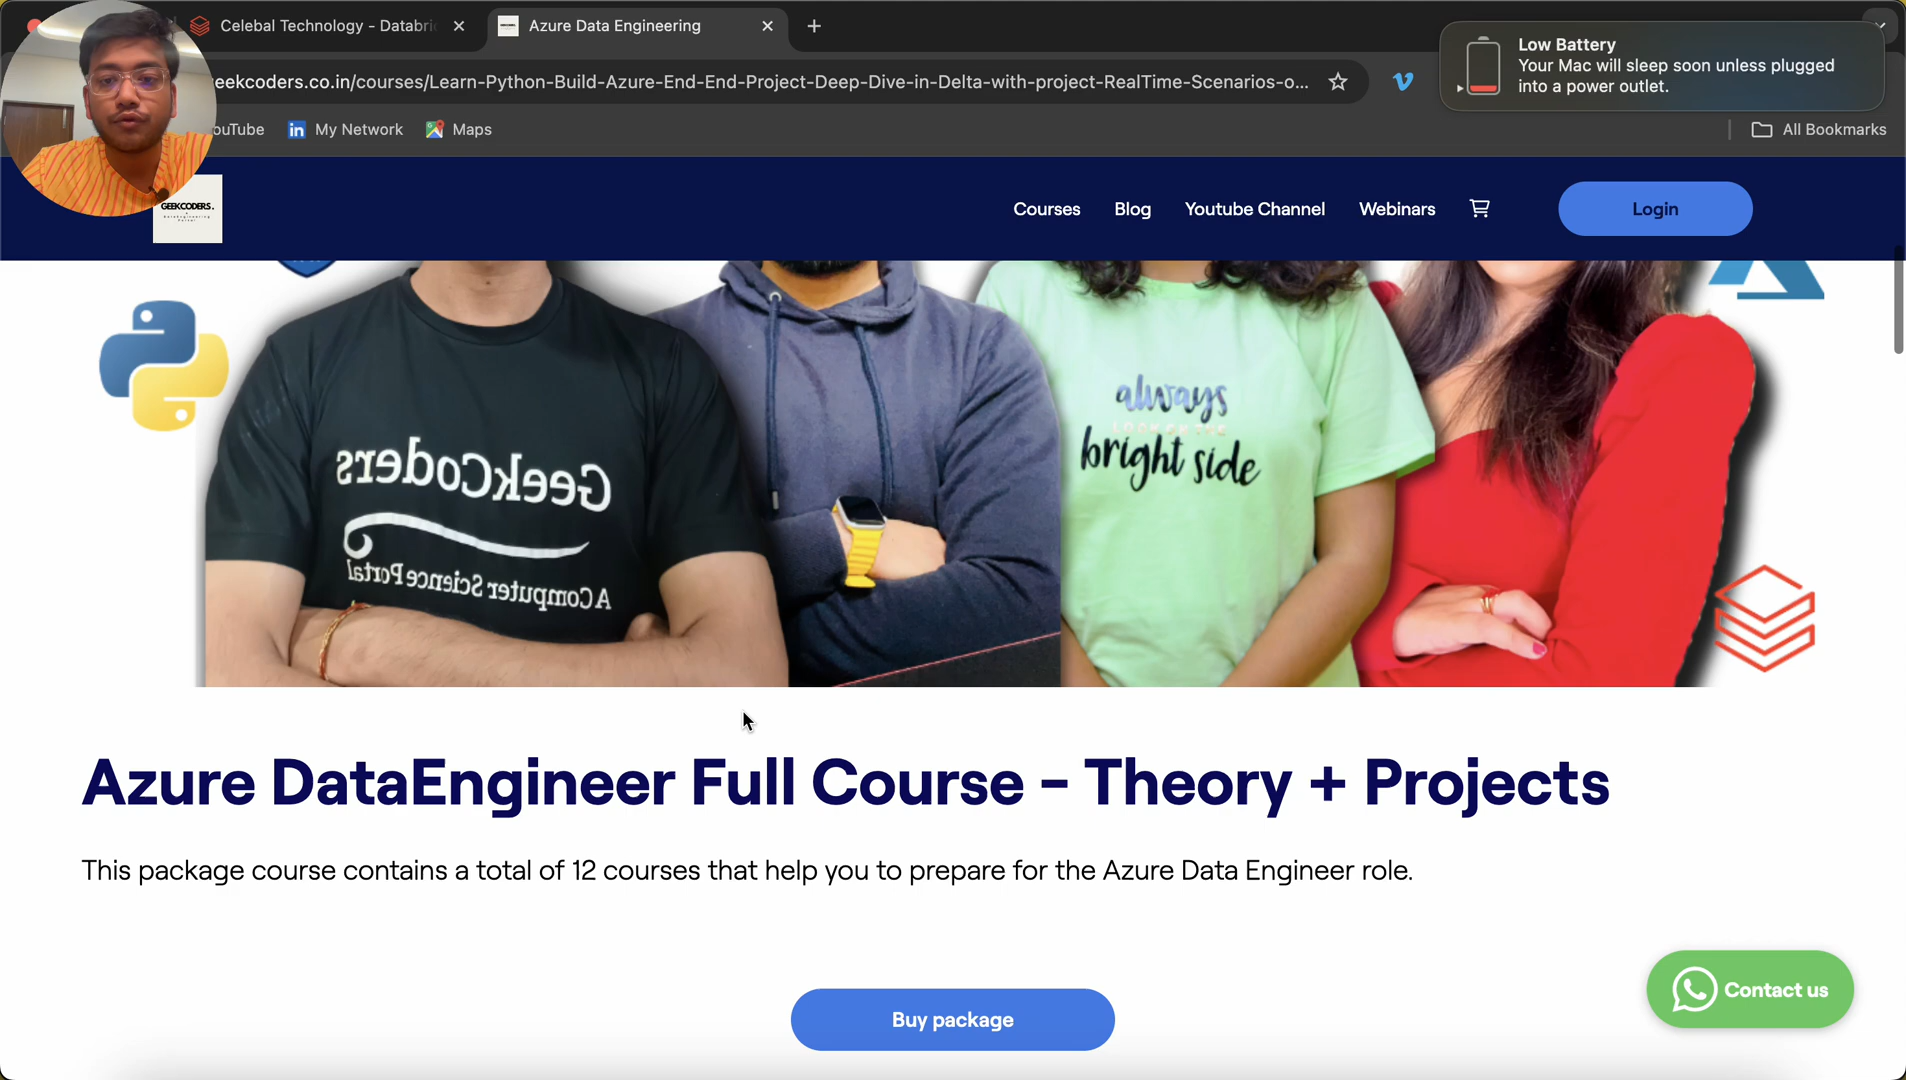 Celebal Technology - Databri
Azure Data Engineering
Low Battery
Your Mac will sleep soon unless plugged
into a power outlet.
eekcoders.co.in/courses/Learn-Python-Build-Azure-End-End-Project-Deep-Dive-in-Delta-with-project-RealTime-Scenarios-o...
ouTube
My Network
Maps
All Bookmarks
GEEKCODERS.
Courses
Blog
Youtube Channel
Webinars
Login
GeekCoders
A Computer Science Portal
always
LOOK ON THE
bright side
Azure DataEngineer Full Course - Theory + Projects
This package course contains a total of 12 courses that help you to prepare for the Azure Data Engineer role.
Buy package
Contact us